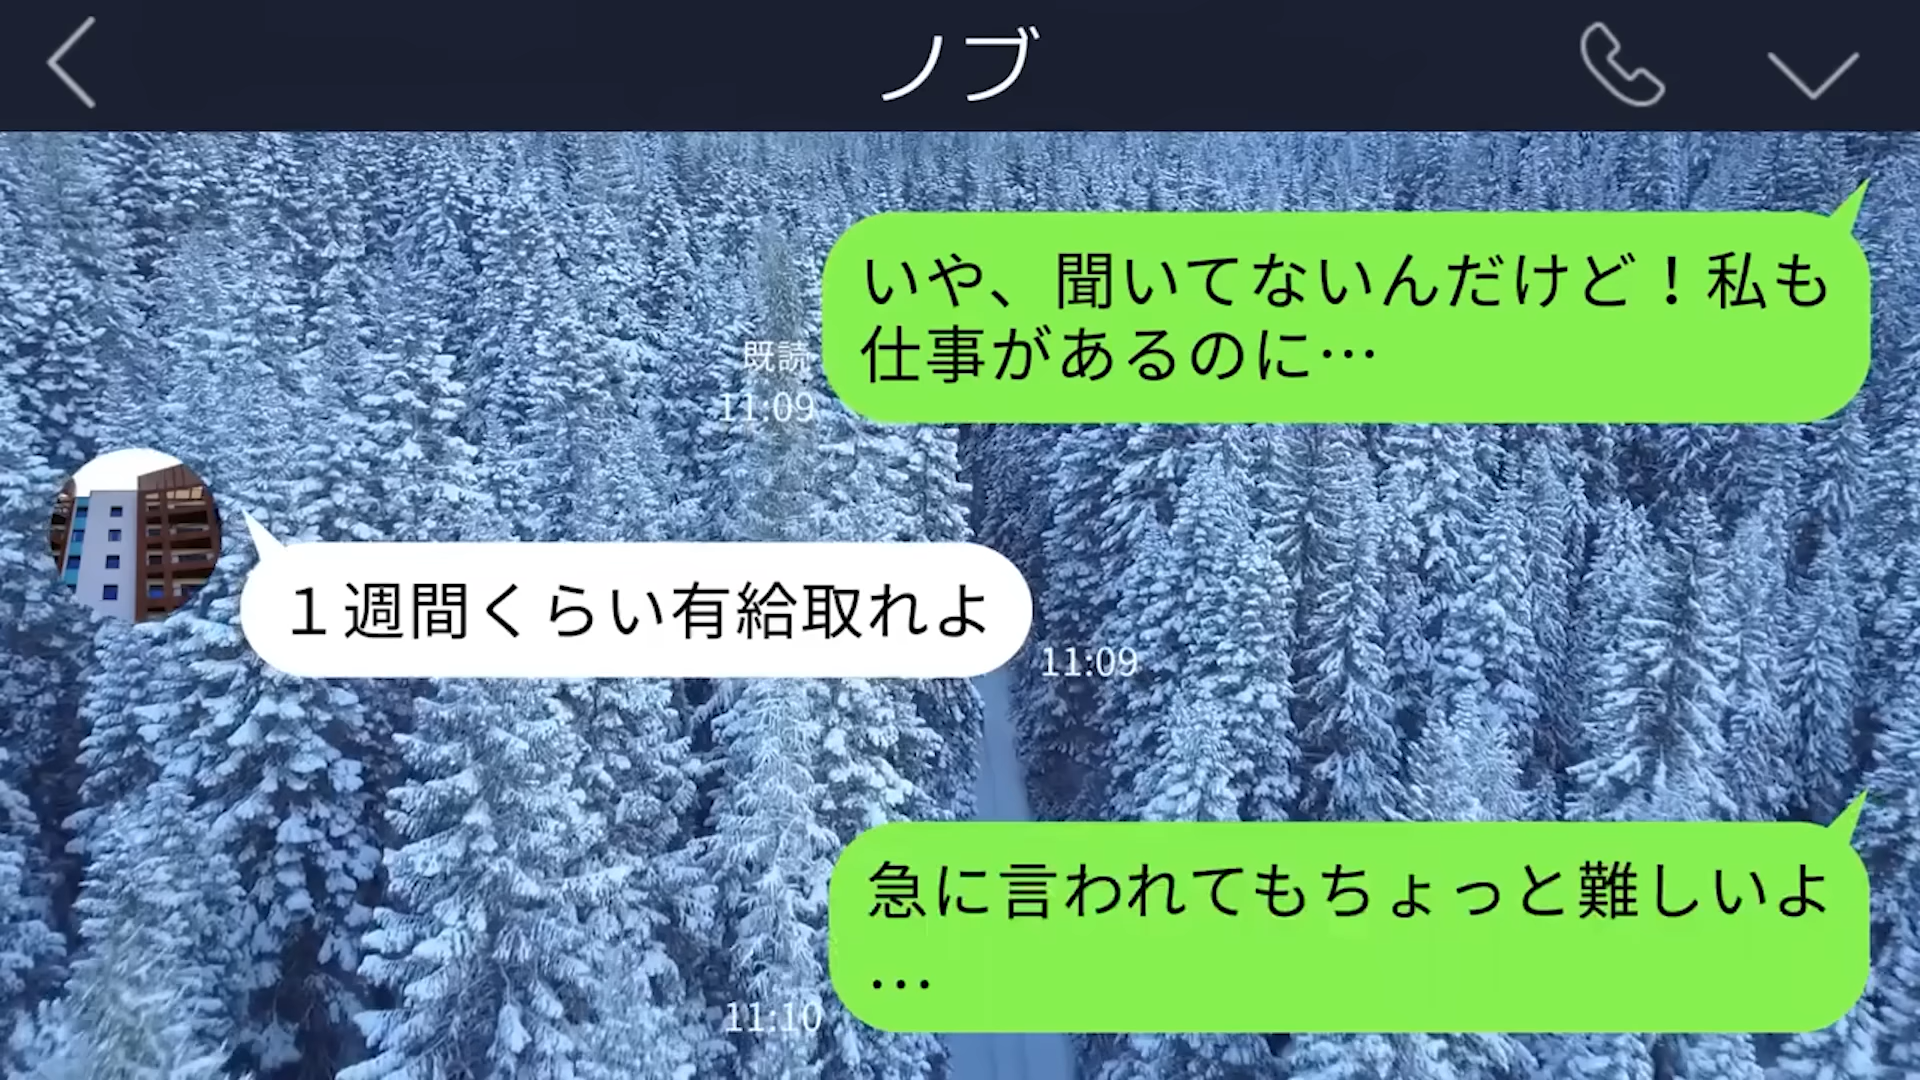 ノブ
いや、聞いてないんだけど！私も
仕事があるのに…
既読
11:09
１週間くらい有給取れよ
11:09
急に言われてもちょっと難しいよ
…
11:10